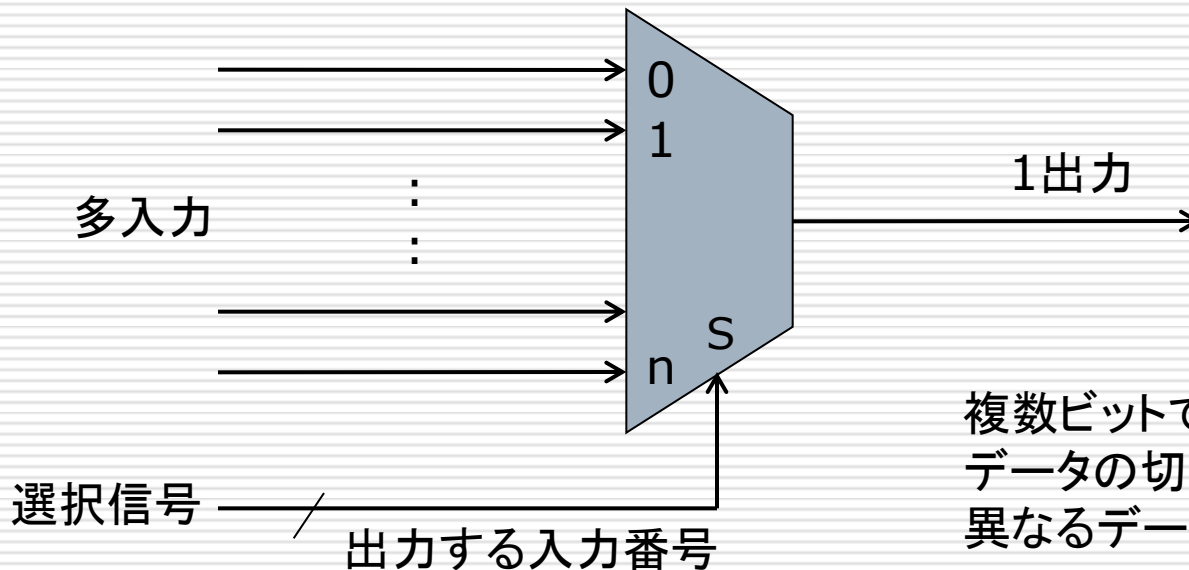 0
1
:
:
多入力
1出力
S
n
複数ビットで
データの切
異なるデー
選択信号
出力する入力番号